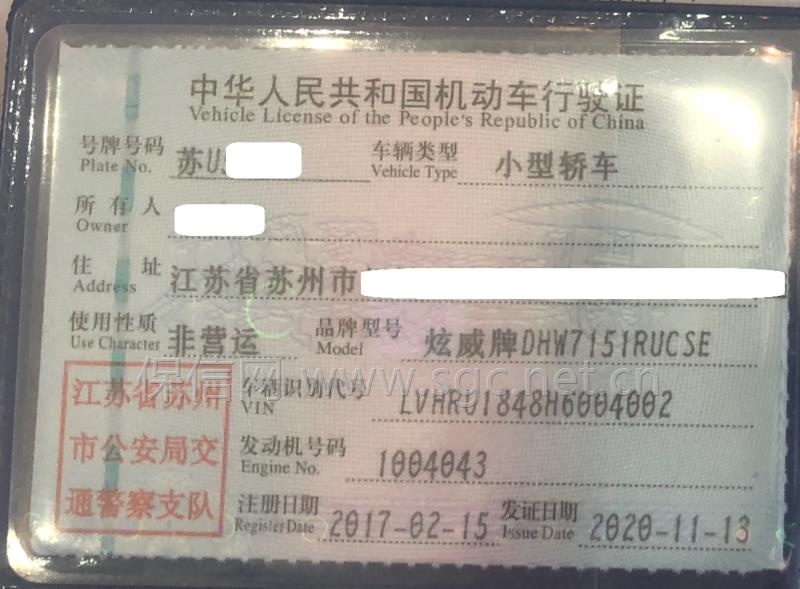 中华人民共和国机动车行驶证
Vehicle License of the People's Republic of China
号牌号码 苏U 车辆类型 小型轿车
Plate No. Vehicle Type
所有人
Owner
住址 江苏省苏州市
Address
使用性质 非营运 品牌型号 炫威牌DHW7151RUCSE
Use Character Model
保信网 www.sgc.net.cn
江苏省苏州
市公安局交
通警察支队
车辆识别代号 LVHRU1848H6004002
VIN
发动机号码 1004043
Engine No.
注册日期 2017-02-15 发证日期 2020-11-13
Register Date Issue Date